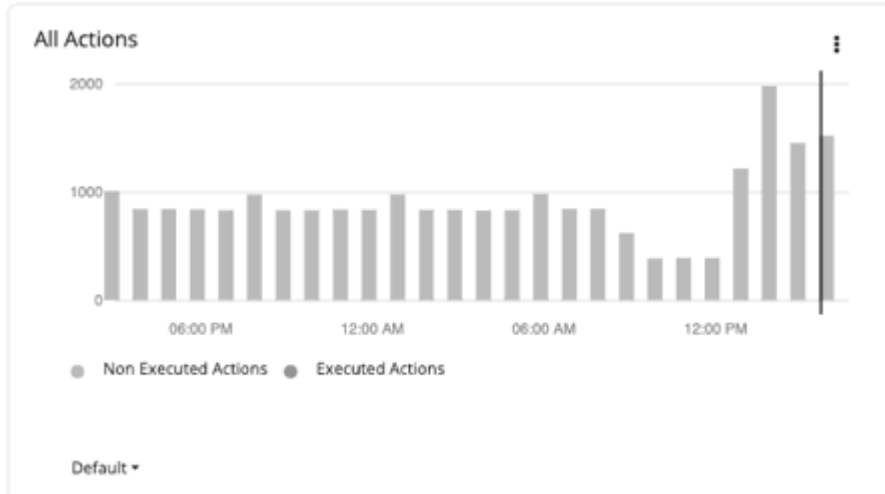 All Actions
2000
1000
0
06:00 PM 12:00 AM 06:00 AM 12:00 PM
Non Executed Actions Executed Actions
Default